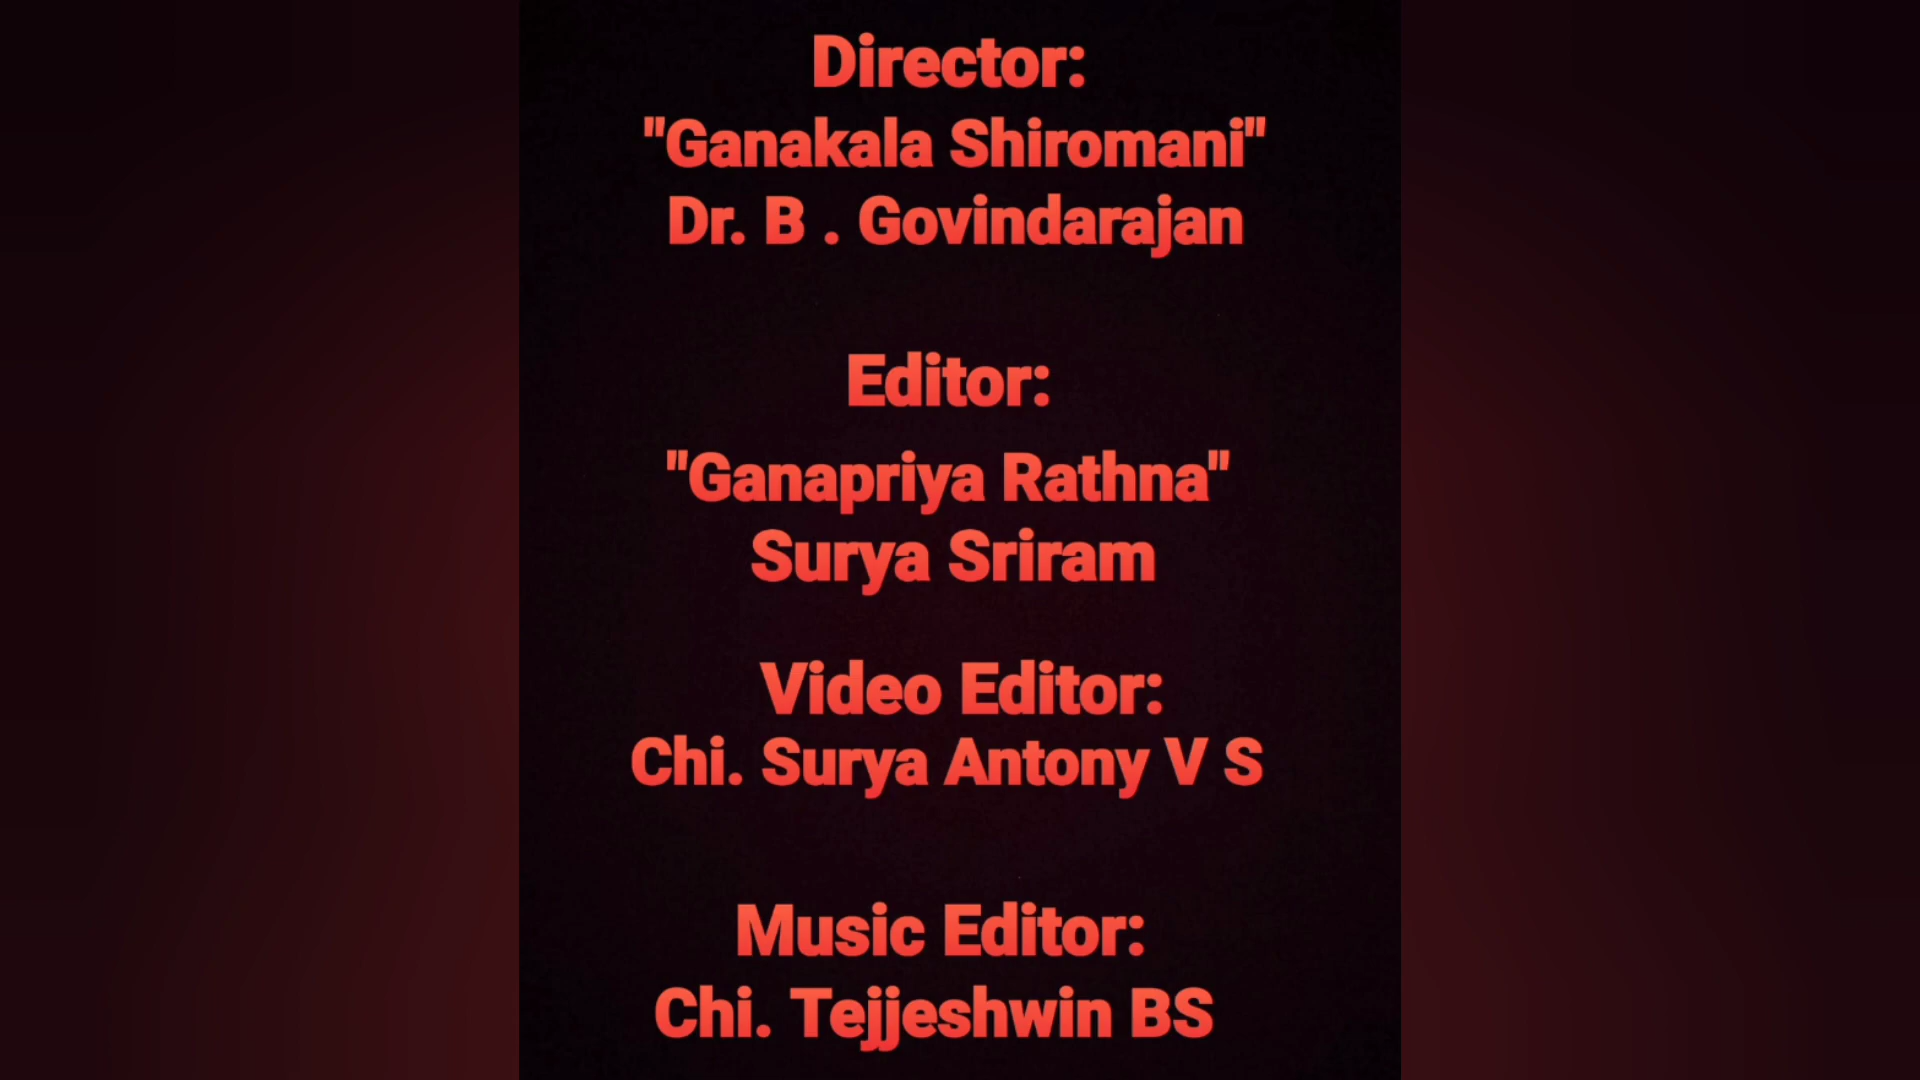 Director:
"Ganakala Shiromani"
Dr. B . Govindarajan
Editor:
"Ganapriya Rathna"
Surya Sriram
Video Editor:
Chi. Surya Antony V S
Music Editor:
Chi. Tejjeshwin BS